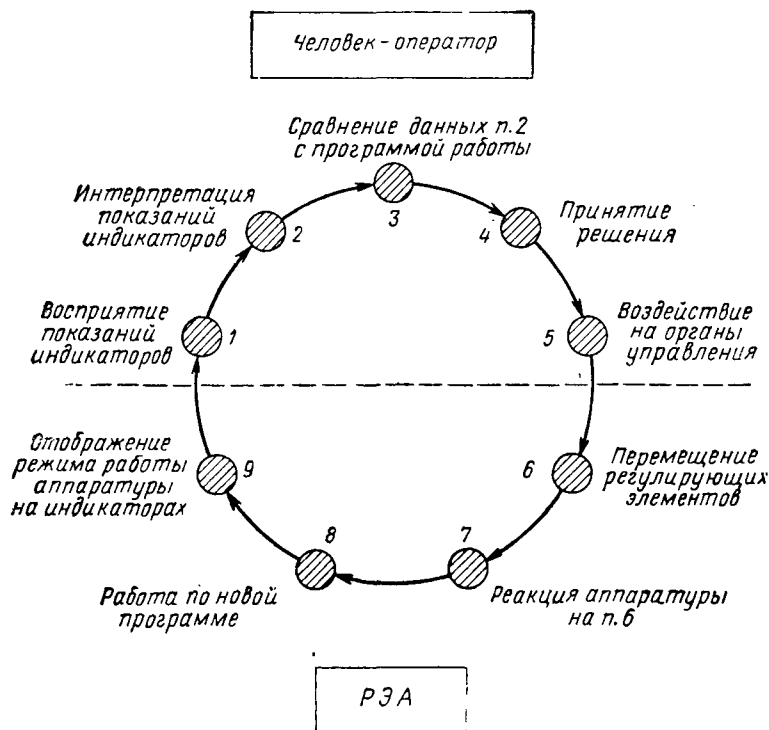 Человек-оператор
Сравнение данных п.2
с программой работы
3
Интерпретация
показаний
индикаторов
2
4
Принятие
решения
Восприятие
показаний
индикаторов
1
5
Воздействие
на органы
управления
Отображение
режима работы
аппаратуры
на индикаторах
9
6
Перемещение
регулирующих
элементов
8
7
Работа по новой
программе
Реакция аппаратуры
на п.6
РЭА